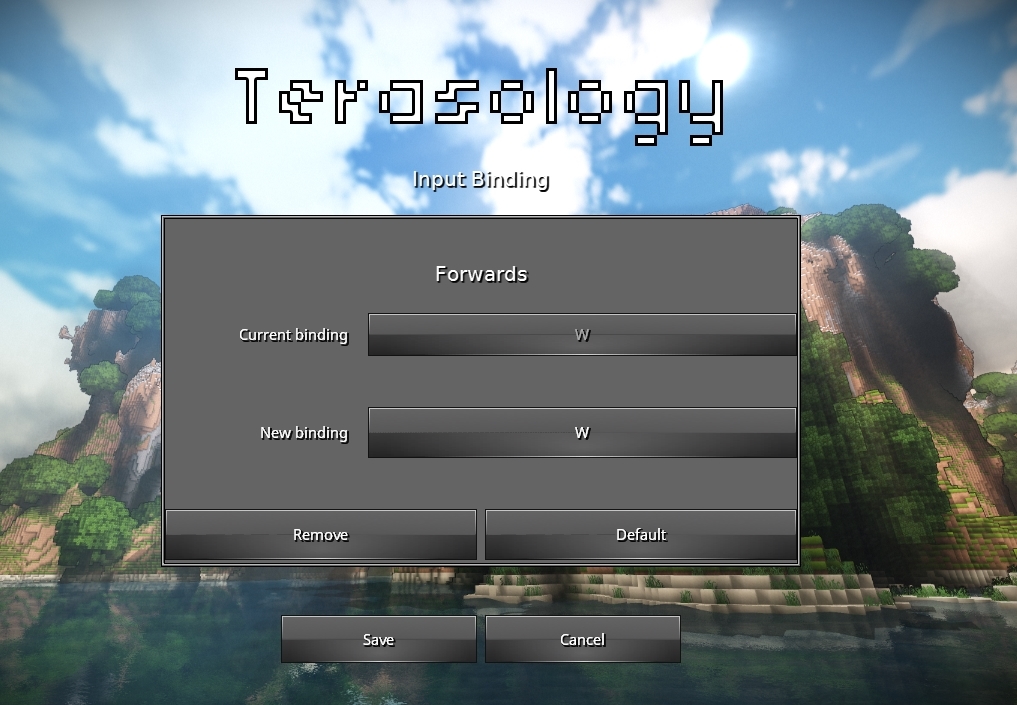 Terasology
Input Binding
Forwards
Current binding W
New binding W
Remove Default
Save Cancel